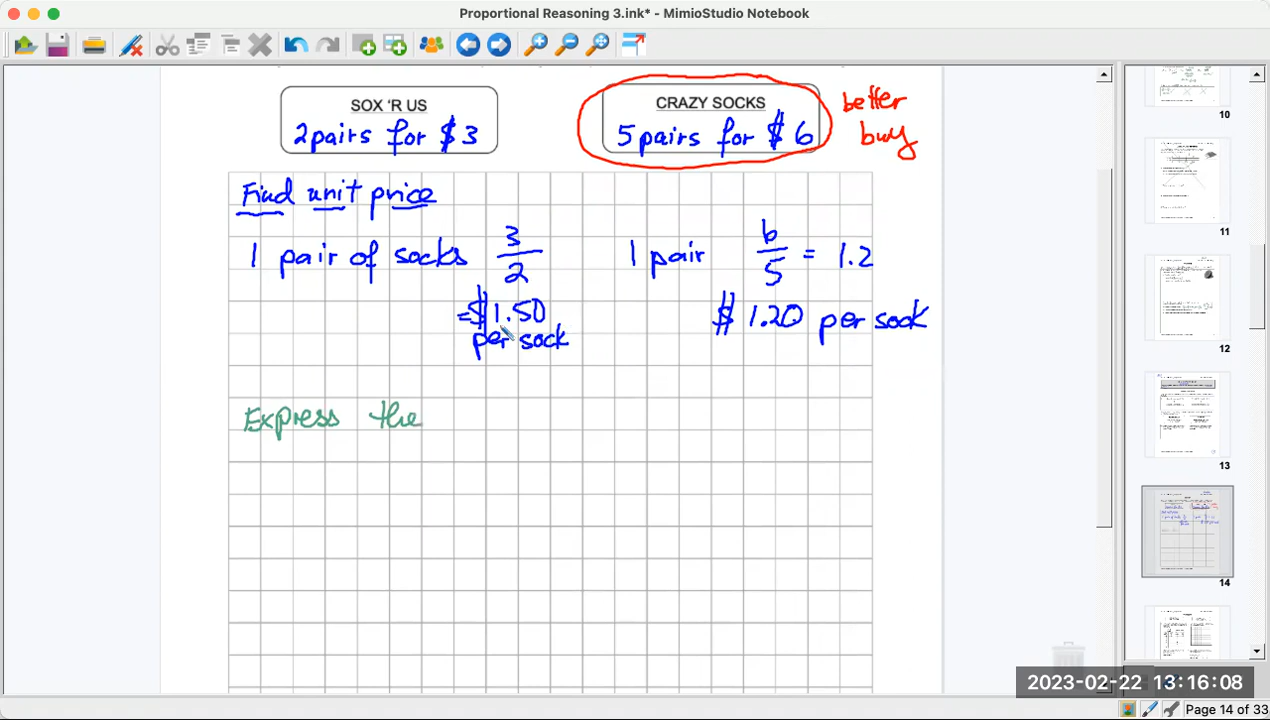 Proportional Reasoning 3.ink* - MimioStudio Notebook
SOX 'R US
2 pairs for $ 3
CRAZY SOCKS
5 pairs for $ 6
better
buy
Find unit price
1 pair of socks 3/2
=$1.50
per sock
1 pair 6/5 = 1.2
$ 1.20 per sock
Express the
10
11
12
13
14
2023-02-22 13:16:08
Page 14 of 33